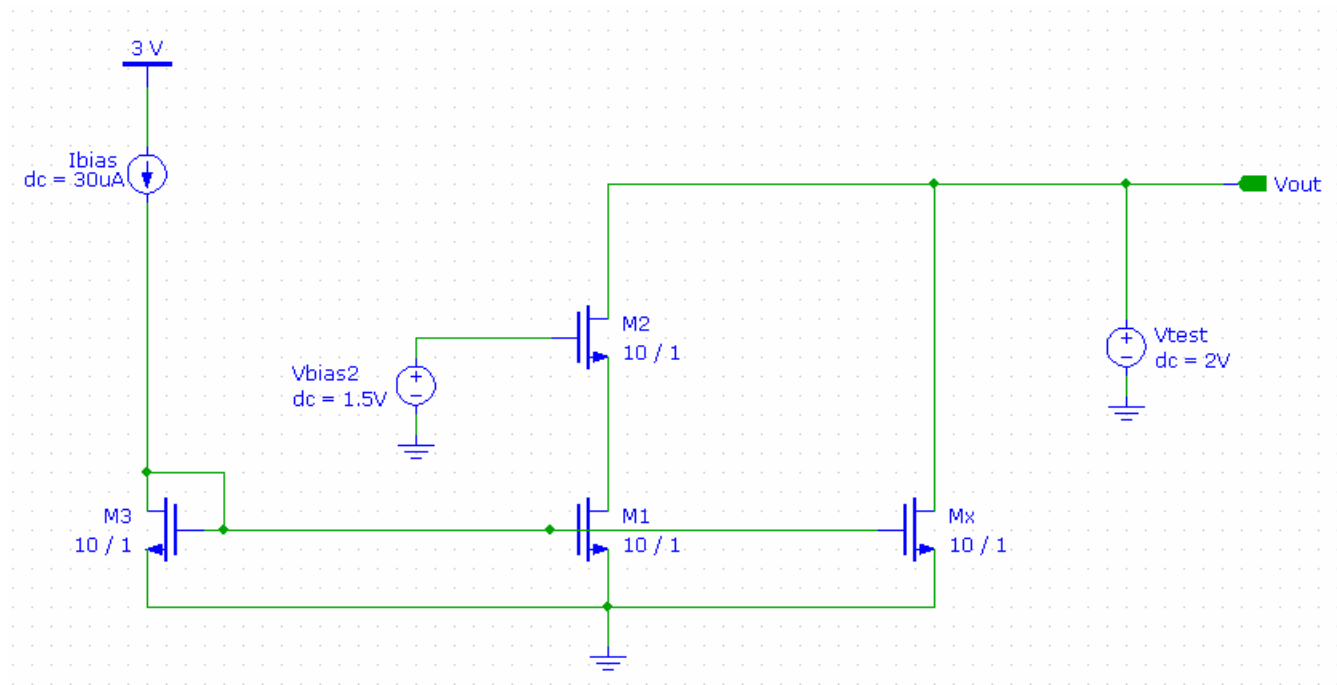 3 V
Ibias
dc = 30uA
Vout
M2
10 / 1
Vtest
dc = 2V
Vbias2
dc = 1.5V
M3
10 / 1
M1
10 / 1
Mx
10 / 1